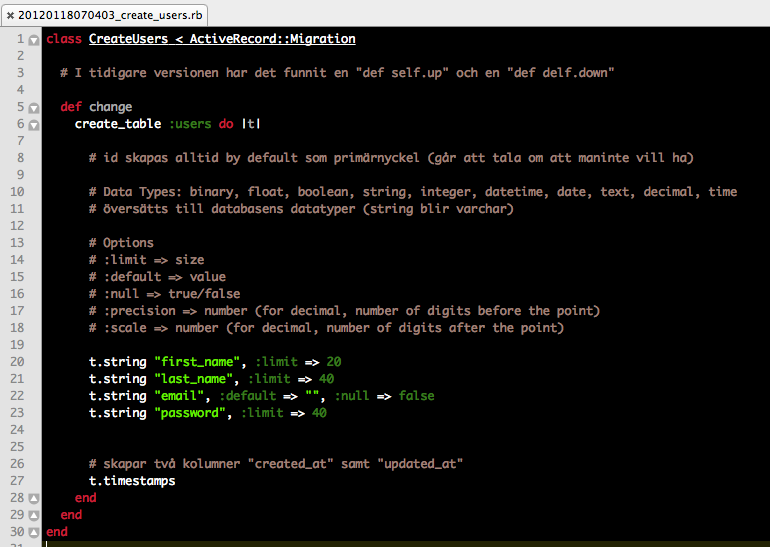 20120118070403_create_users.rb
1 class CreateUsers < ActiveRecord::Migration
2
3 # I tidigare versionen har det funnit en "def self.up" och en "def delf.down"
4
5 def change
6 create_table :users do |t|
7
8 # id skapas alltid by default som primärnyckel (går att tala om att maninte vill ha)
9
10 # Data Types: binary, float, boolean, string, integer, datetime, date, text, decimal, time
11 # översätts till databasens datatyper (string blir varchar)
12
13 # Options
14 # :limit => size
15 # :default => value
16 # :null => true/false
17 # :precision => number (for decimal, number of digits before the point)
18 # :scale => number (for decimal, number of digits after the point)
19
20 t.string "first_name", :limit => 20
21 t.string "last_name", :limit => 40
22 t.string "email", :default => "", :null => false
23 t.string "password", :limit => 40
24
25
26 # skapar två kolumner "created_at" samt "updated_at"
27 t.timestamps
28 end
29 end
30 end
31